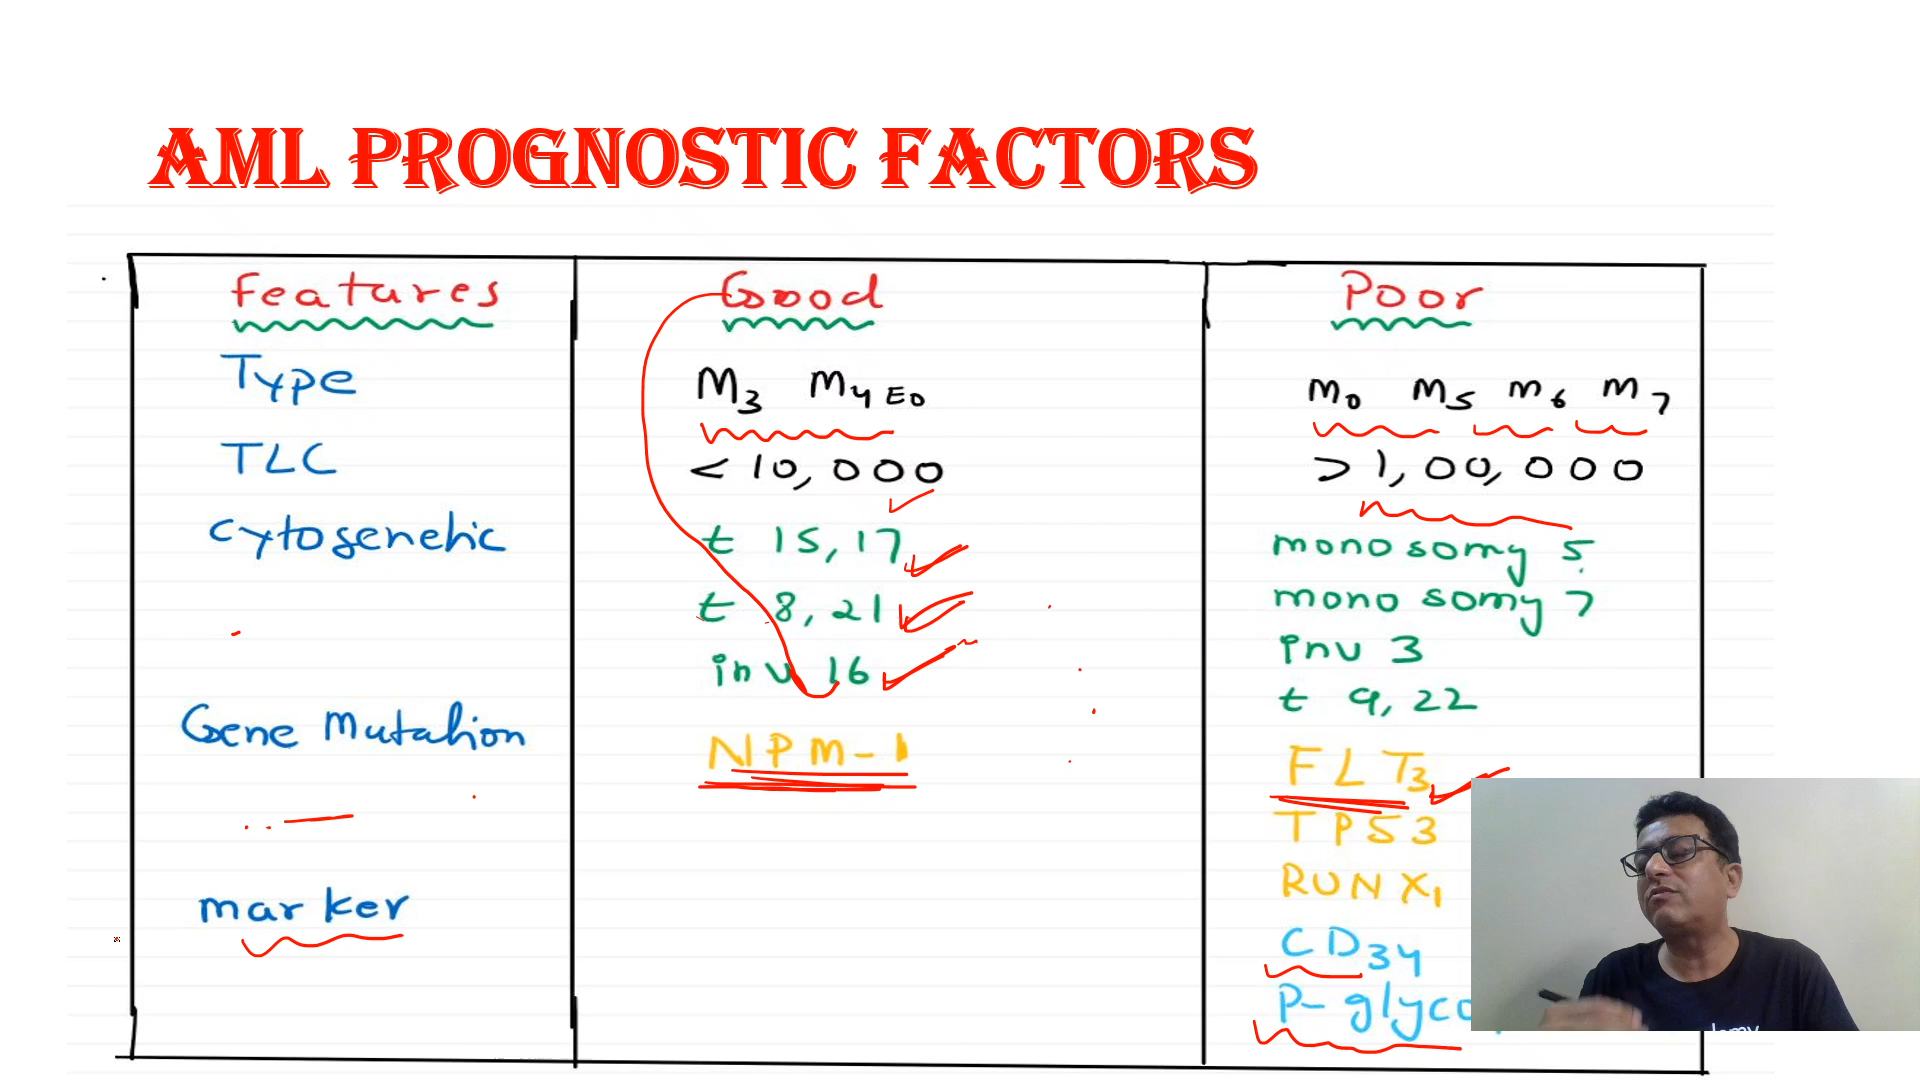 AML PROGNOSTIC FACTORS
Features Good Poor
Type M3 M4 EO M0 M5 M6 M7
TLC < 10,000 > 1,00,000
cytogenetic t 15,17 monosomy 5
t 8,21 monosomy 7
inv 16 inv 3
t 9,22
Gene Mutation NPM-1 FLT3
TP53
RUNX1
marker CD34
P-glyco